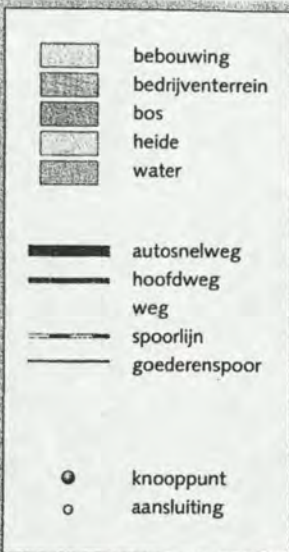 bebouwing
bedrijventerrein
bos
heide
water
autosnelweg
hoofdweg
weg
spoorlijn
goederenspoor
knooppunt
aansluiting